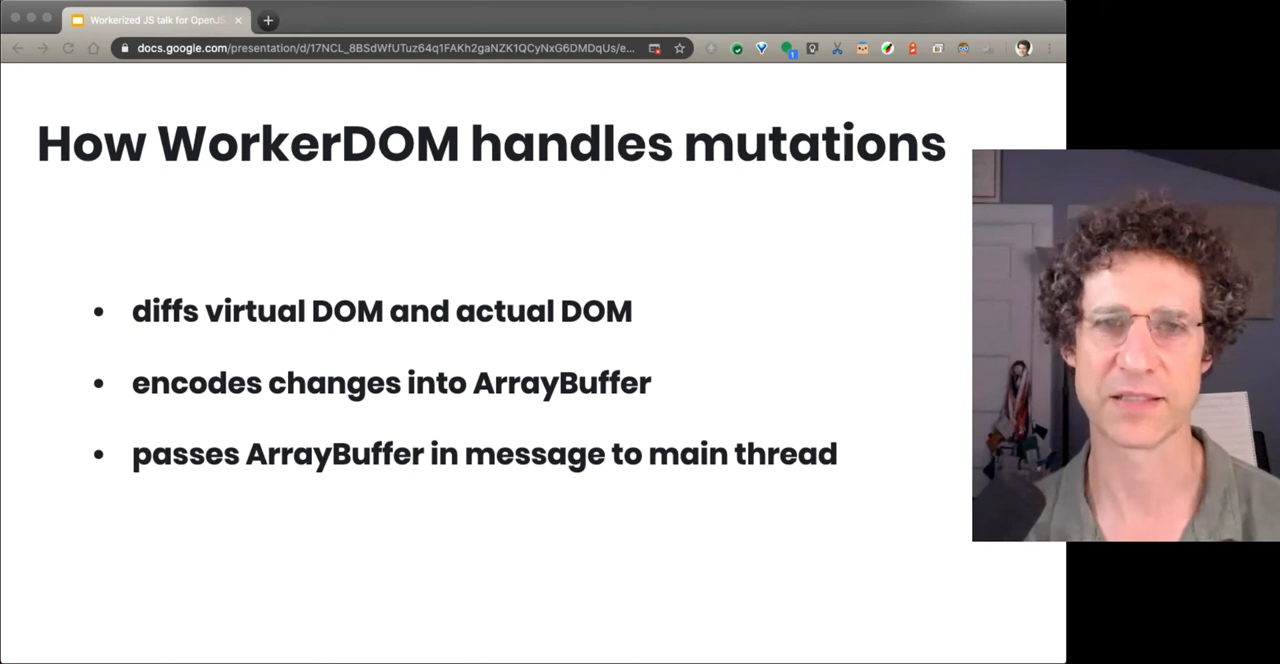 Workerized JS talk for OpenJS
docs.google.com/presentation/d/17NCL_8BSdWfUTuz64q1FAKh2gaNZK1QCyNxG6DMDqUs/e...
1
How WorkerDOM handles mutations
• diffs virtual DOM and actual DOM
• encodes changes into ArrayBuffer
• passes ArrayBuffer in message to main thread